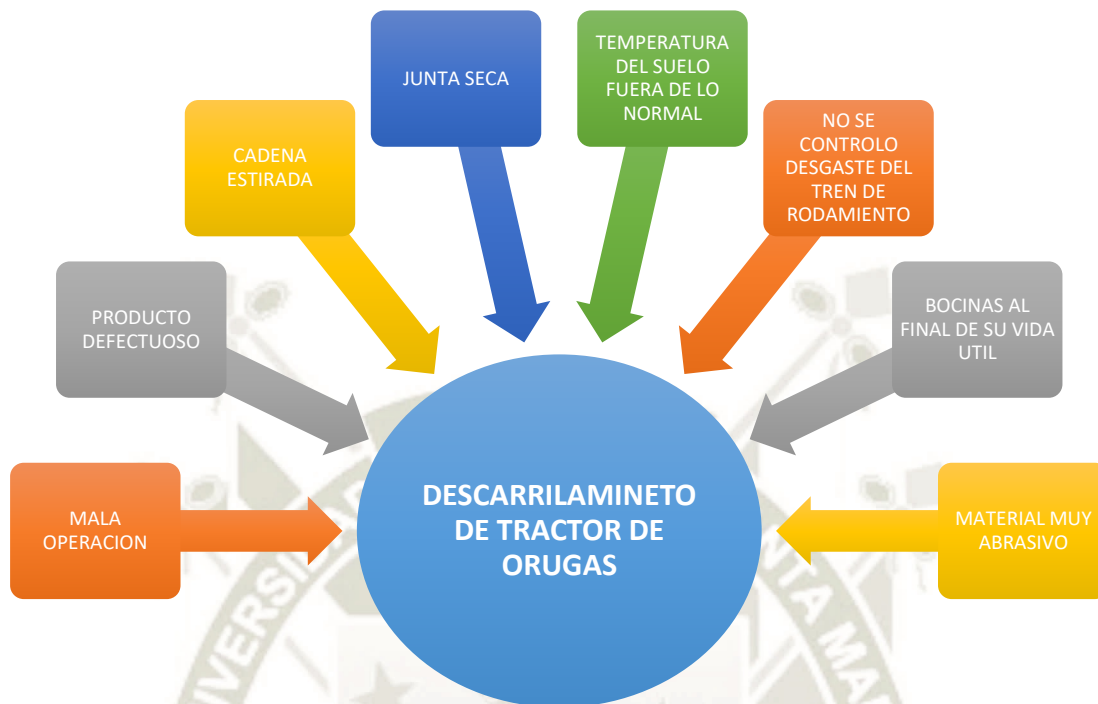 JUNTA SECA
TEMPERATURA
DEL SUELO
FUERA DE LO
NORMAL
CADENA
ESTIRADA
NO SE
CONTROLO
DESGASTE DEL
TREN DE
RODAMIENTO
PRODUCTO
DEFECTUOSO
BOCINAS AL
FINAL DE SU VIDA
UTIL
MALA
OPERACION
DESCARRILAMINETO
DE TRACTOR DE
ORUGAS
MATERIAL MUY
ABRASIVO